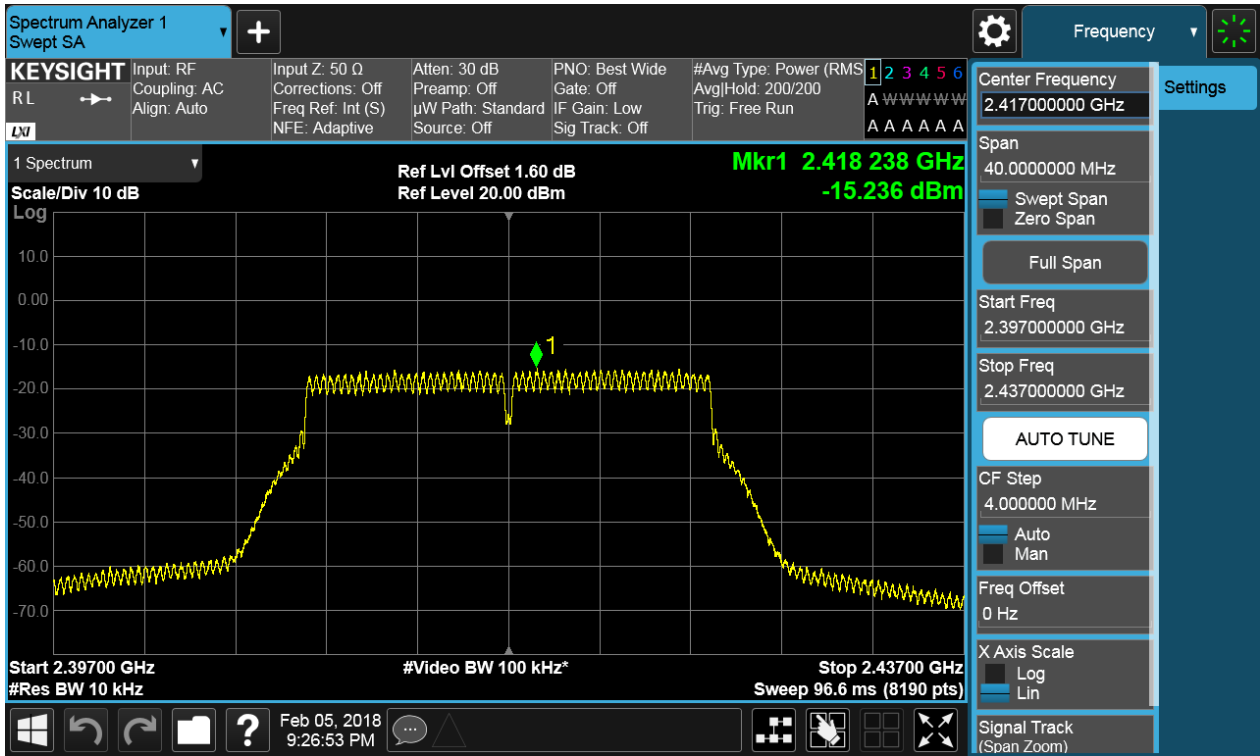 Spectrum Analyzer 1
Swept SA
+
Frequency
KEYSIGHT
R L
LXI
Input: RF
Coupling: AC
Align: Auto
Input Z: 50 Ω
Corrections: Off
Freq Ref: Int (S)
NFE: Adaptive
Atten: 30 dB
Preamp: Off
µW Path: Standard
Source: Off
PNO: Best Wide
Gate: Off
IF Gain: Low
Sig Track: Off
#Avg Type: Power (RMS
Avg|Hold: 200/200
Trig: Free Run
1 2 3 4 5 6
A W W W W W
A A A A A A
1 Spectrum
Scale/Div 10 dB
Log
Ref Lvl Offset 1.60 dB
Ref Level 20.00 dBm
Mkr1 2.418 238 GHz
-15.236 dBm
10.0
0.00
-10.0
-20.0
-30.0
-40.0
-50.0
-60.0
-70.0
1
Start 2.39700 GHz
#Res BW 10 kHz
#Video BW 100 kHz*
Stop 2.43700 GHz
Sweep 96.6 ms (8190 pts)
Center Frequency
2.417000000 GHz
Span
40.0000000 MHz
Swept Span
Zero Span
Full Span
Start Freq
2.397000000 GHz
Stop Freq
2.437000000 GHz
AUTO TUNE
CF Step
4.000000 MHz
Auto
Man
Freq Offset
0 Hz
X Axis Scale
Log
Lin
Signal Track
(Span Zoom)
Settings
?
Feb 05, 2018
9:26:53 PM